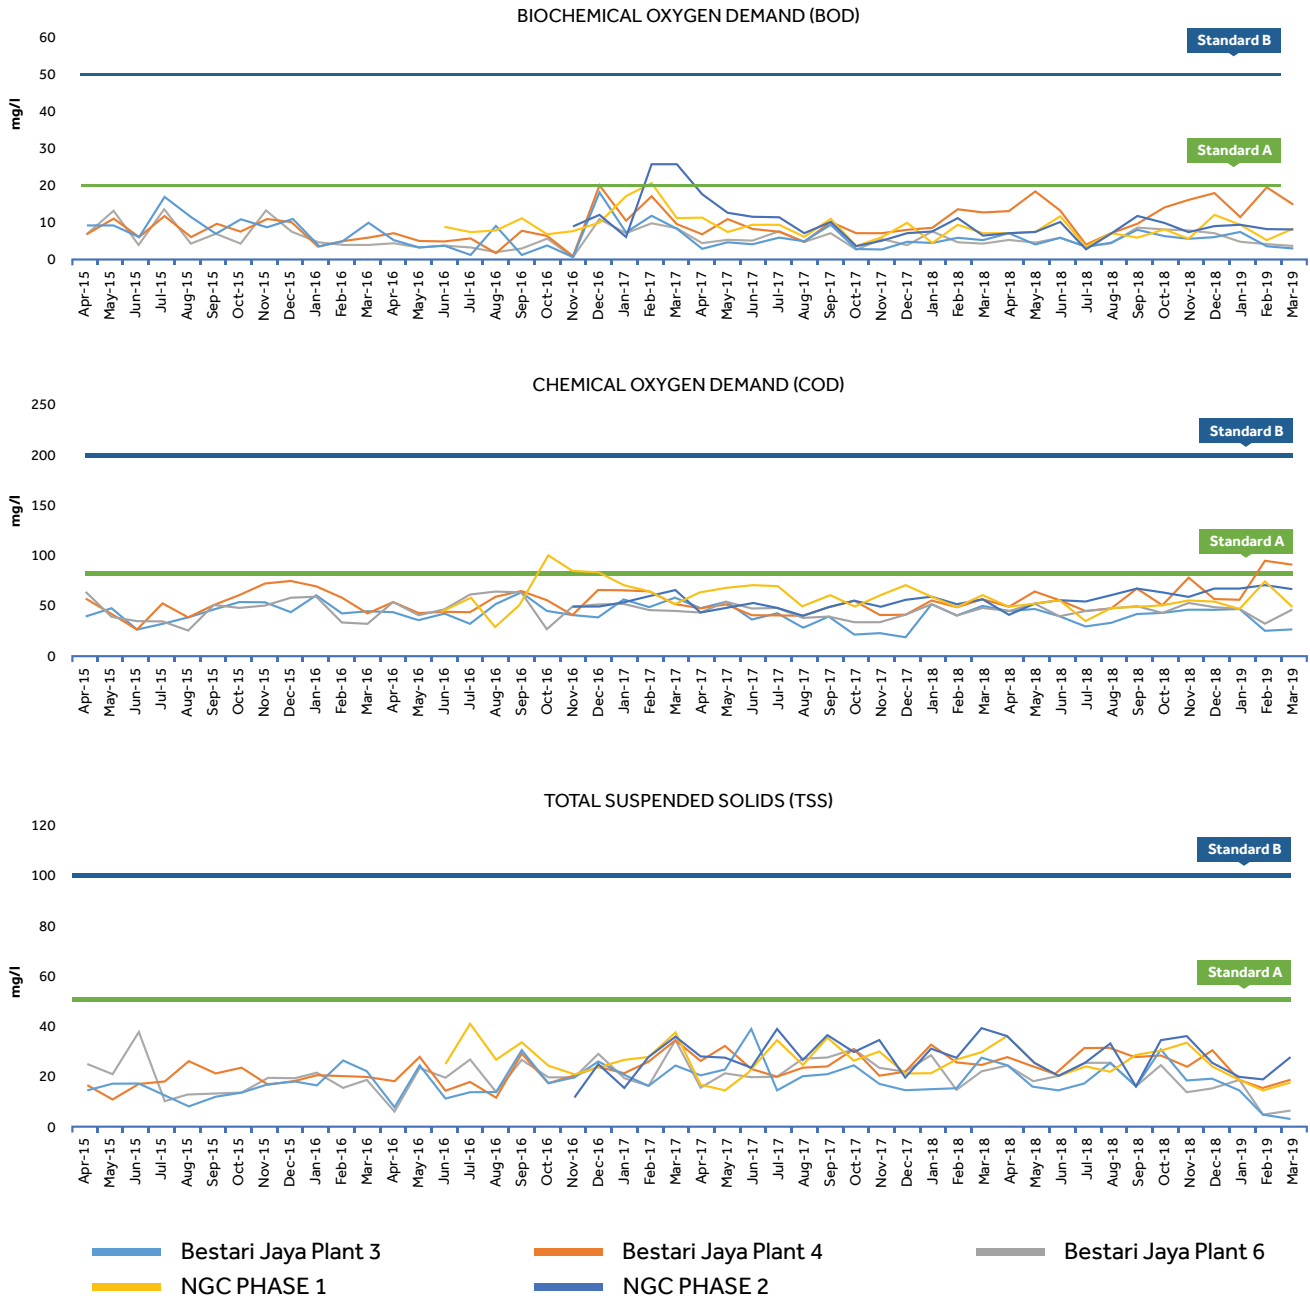 BIOCHEMICAL OXYGEN DEMAND (BOD)
60
Standard B
50
40
mg/l
30
Standard A
20
10
0
Apr-15 May-15 Jun-15 Jul-15 Aug-15 Sep-15 Oct-15 Nov-15 Dec-15 Jan-16 Feb-16 Mar-16 Apr-16 May-16 Jun-16 Jul-16 Aug-16 Sep-16 Oct-16 Nov-16 Dec-16 Jan-17 Feb-17 Mar-17 Apr-17 May-17 Jun-17 Jul-17 Aug-17 Sep-17 Oct-17 Nov-17 Dec-17 Jan-18 Feb-18 Mar-18 Apr-18 May-18 Jun-18 Jul-18 Aug-18 Sep-18 Oct-18 Nov-18 Dec-18 Jan-19 Feb-19 Mar-19
CHEMICAL OXYGEN DEMAND (COD)
250
Standard B
200
150
mg/l
100
Standard A
50
0
Apr-15 May-15 Jun-15 Jul-15 Aug-15 Sep-15 Oct-15 Nov-15 Dec-15 Jan-16 Feb-16 Mar-16 Apr-16 May-16 Jun-16 Jul-16 Aug-16 Sep-16 Oct-16 Nov-16 Dec-16 Jan-17 Feb-17 Mar-17 Apr-17 May-17 Jun-17 Jul-17 Aug-17 Sep-17 Oct-17 Nov-17 Dec-17 Jan-18 Feb-18 Mar-18 Apr-18 May-18 Jun-18 Jul-18 Aug-18 Sep-18 Oct-18 Nov-18 Dec-18 Jan-19 Feb-19 Mar-19
TOTAL SUSPENDED SOLIDS (TSS)
120
Standard B
100
80
60
mg/l
Standard A
40
20
0
Apr-15 May-15 Jun-15 Jul-15 Aug-15 Sep-15 Oct-15 Nov-15 Dec-15 Jan-16 Feb-16 Mar-16 Apr-16 May-16 Jun-16 Jul-16 Aug-16 Sep-16 Oct-16 Nov-16 Dec-16 Jan-17 Feb-17 Mar-17 Apr-17 May-17 Jun-17 Jul-17 Aug-17 Sep-17 Oct-17 Nov-17 Dec-17 Jan-18 Feb-18 Mar-18 Apr-18 May-18 Jun-18 Jul-18 Aug-18 Sep-18 Oct-18 Nov-18 Dec-18 Jan-19 Feb-19 Mar-19
Bestari Jaya Plant 3 Bestari Jaya Plant 4 Bestari Jaya Plant 6
NGC PHASE 1 NGC PHASE 2